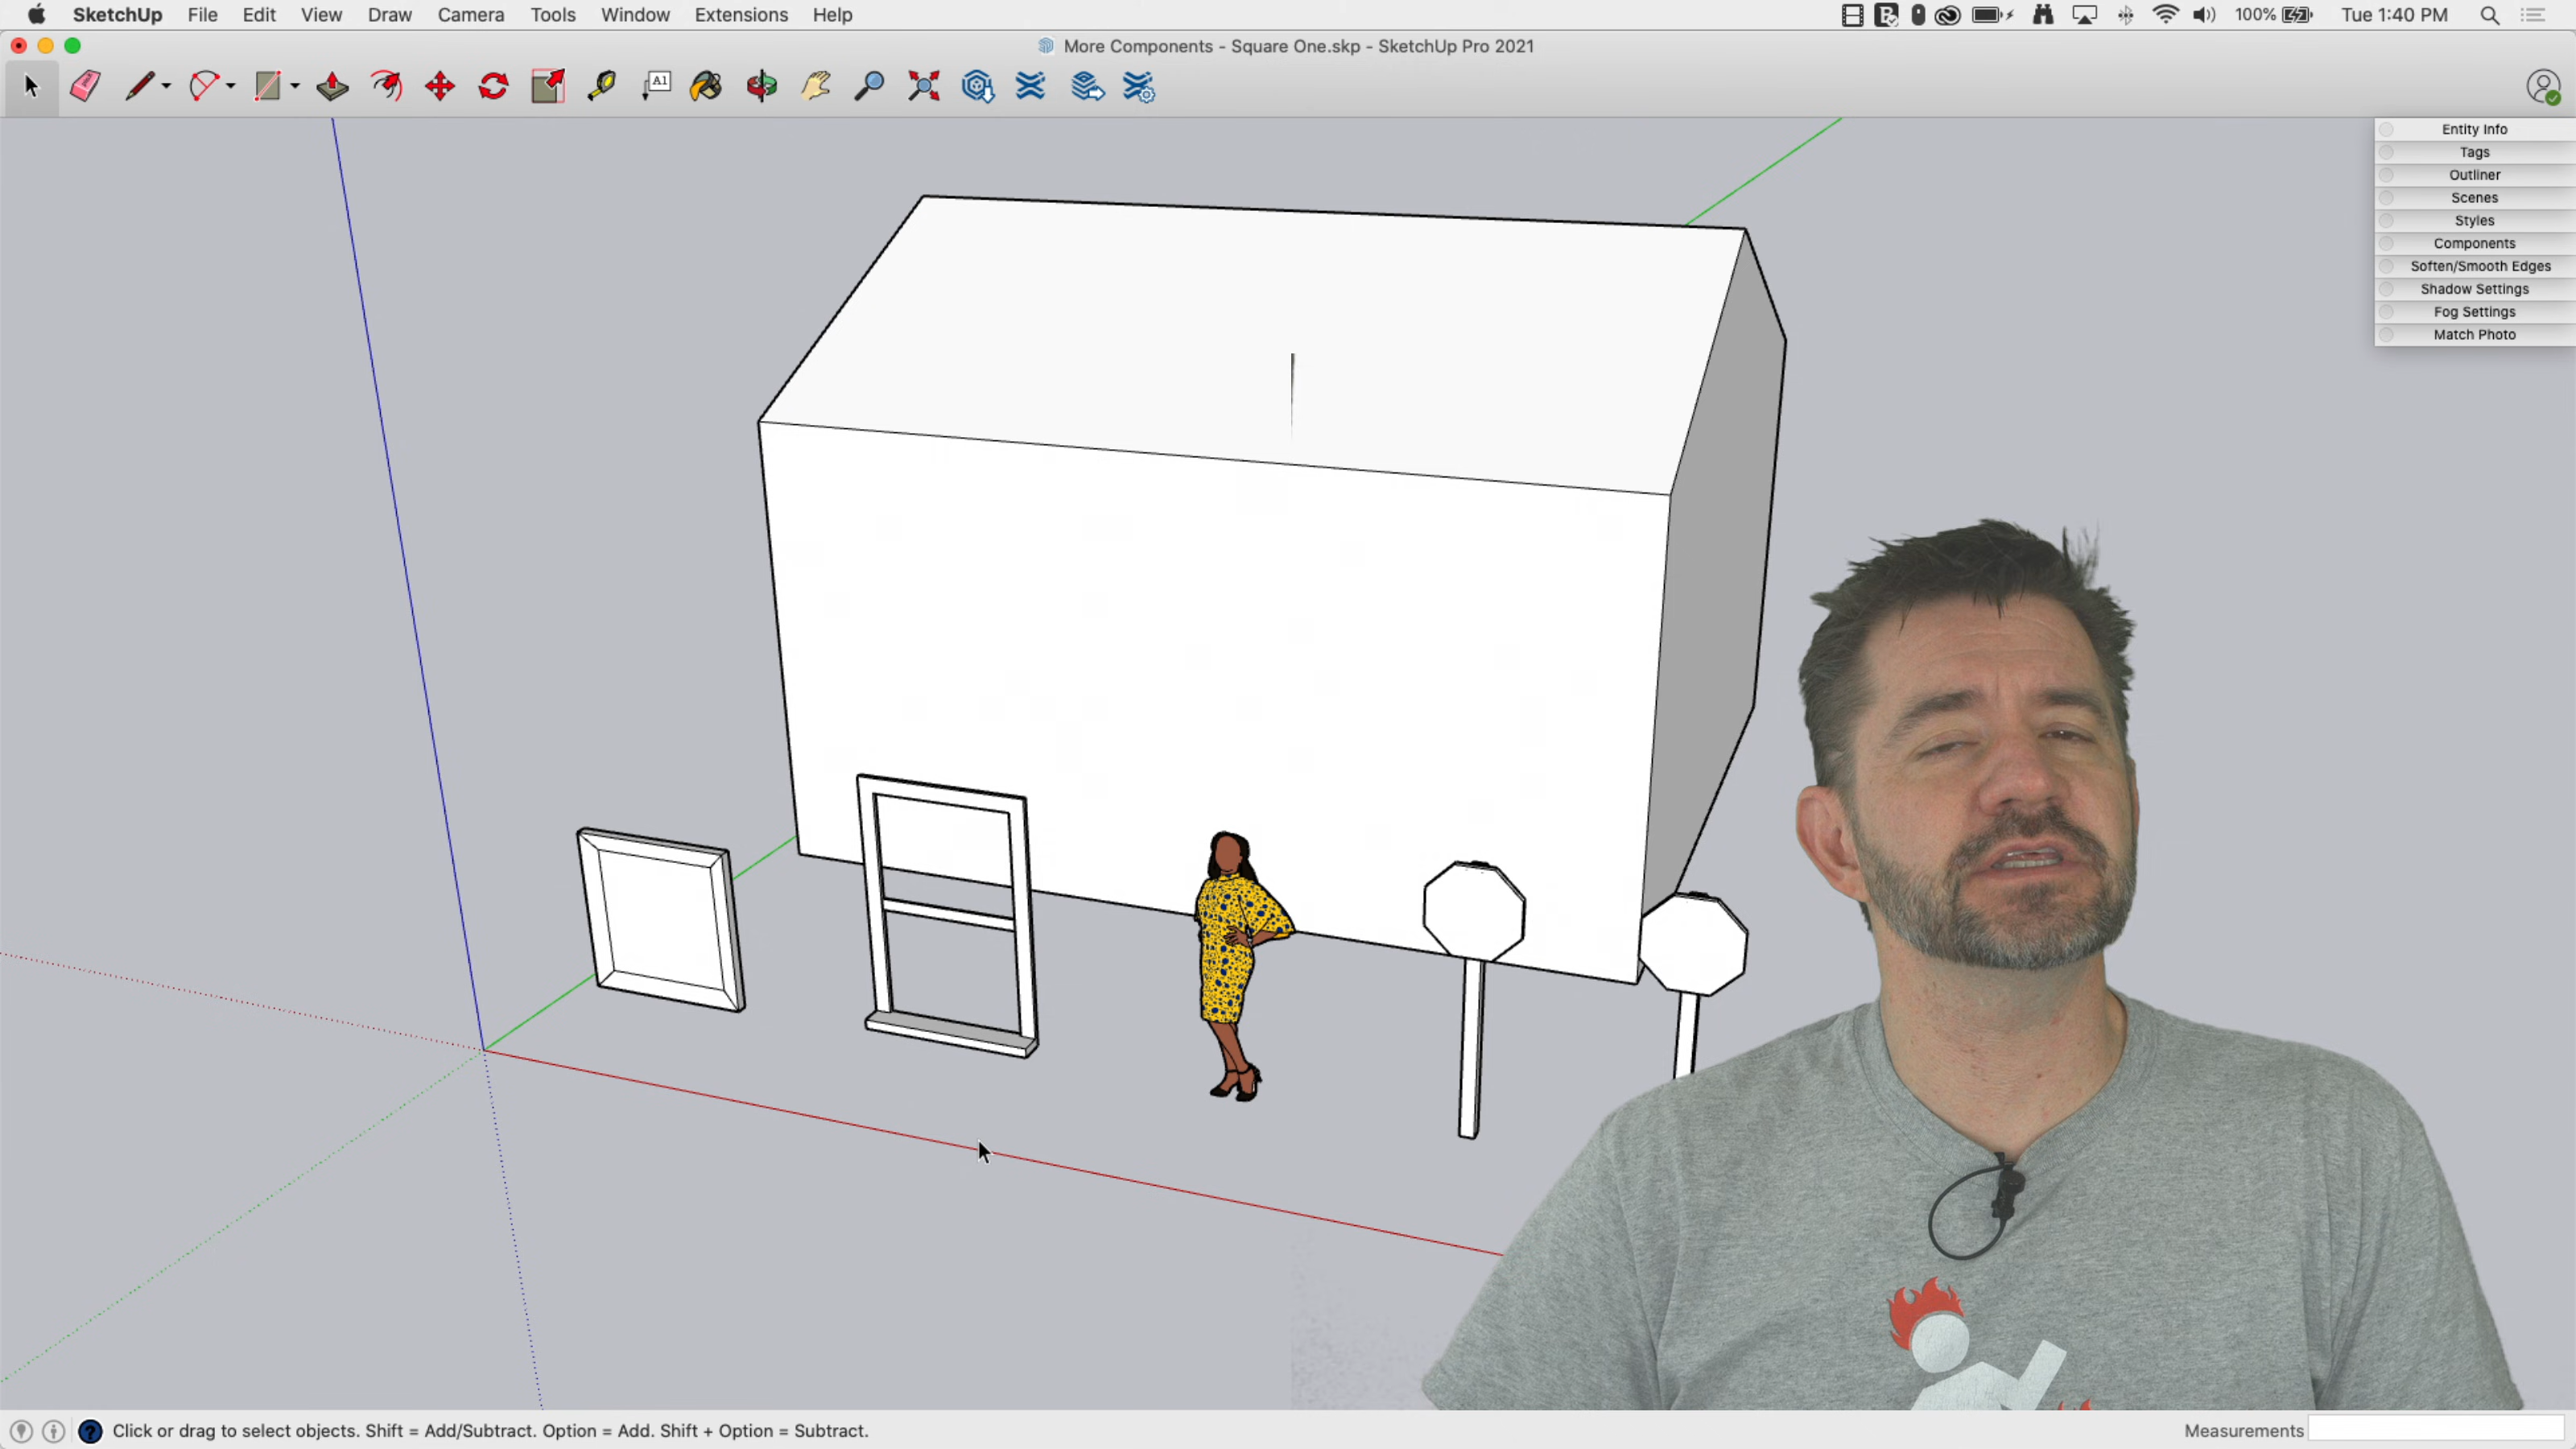 SketchUp File Edit View Draw Camera Tools Window Extensions Help 100% Tue 1:40 PM
More Components - Square One.skp - SketchUp Pro 2021
A1
Entity Info
Tags
Outliner
Scenes
Styles
Components
Soften/Smooth Edges
Shadow Settings
Fog Settings
Match Photo
Click or drag to select objects. Shift = Add/Subtract. Option = Add. Shift + Option = Subtract. Measurements